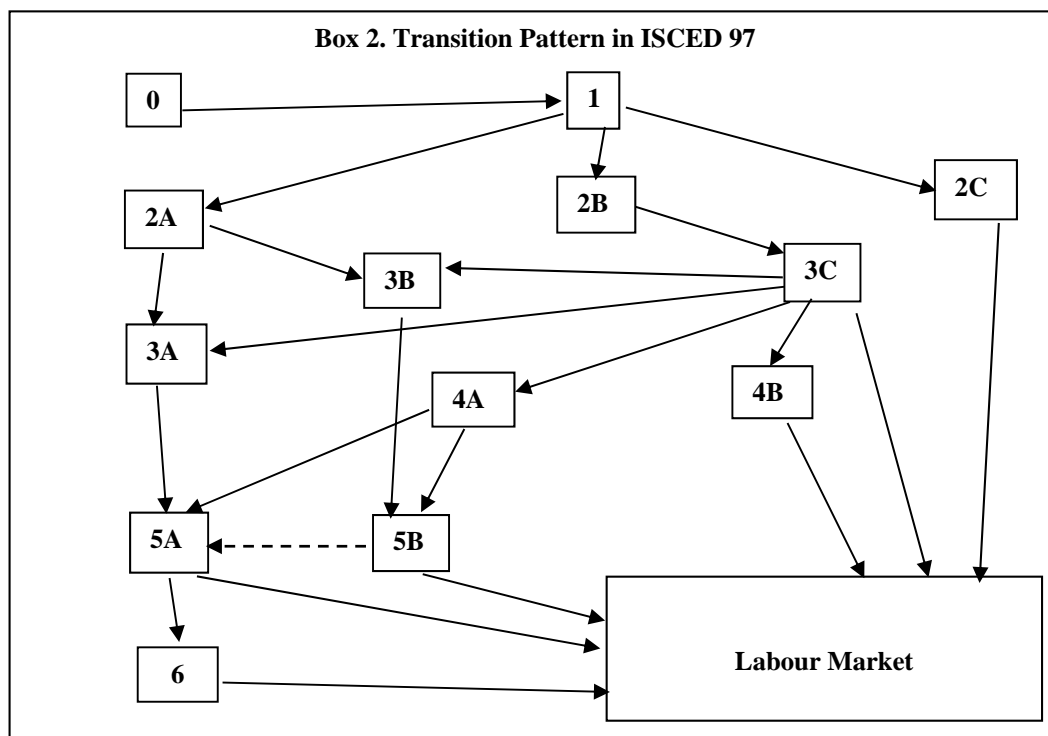 Box 2. Transition Pattern in ISCED 97
0
1
2A
2B
2C
3B
3C
3A
4A
4B
5A
5B
6
Labour Market